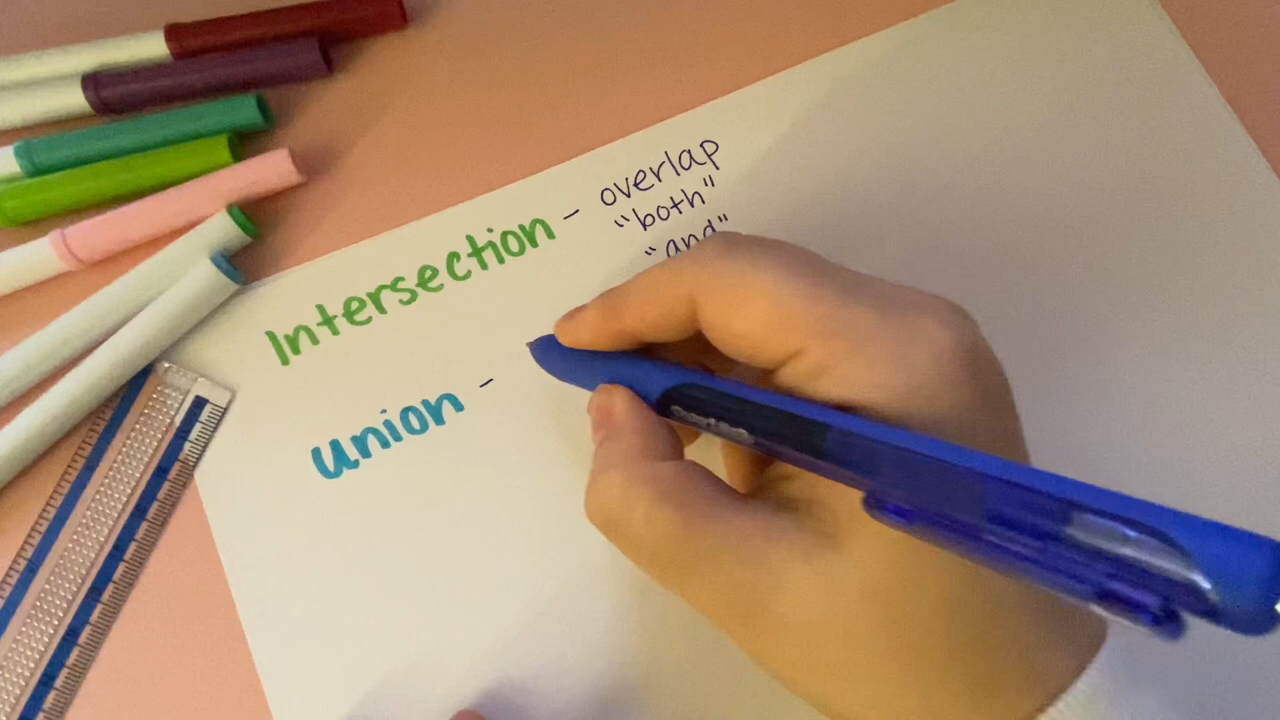 Intersection - overlap
"both"
"and"
union -